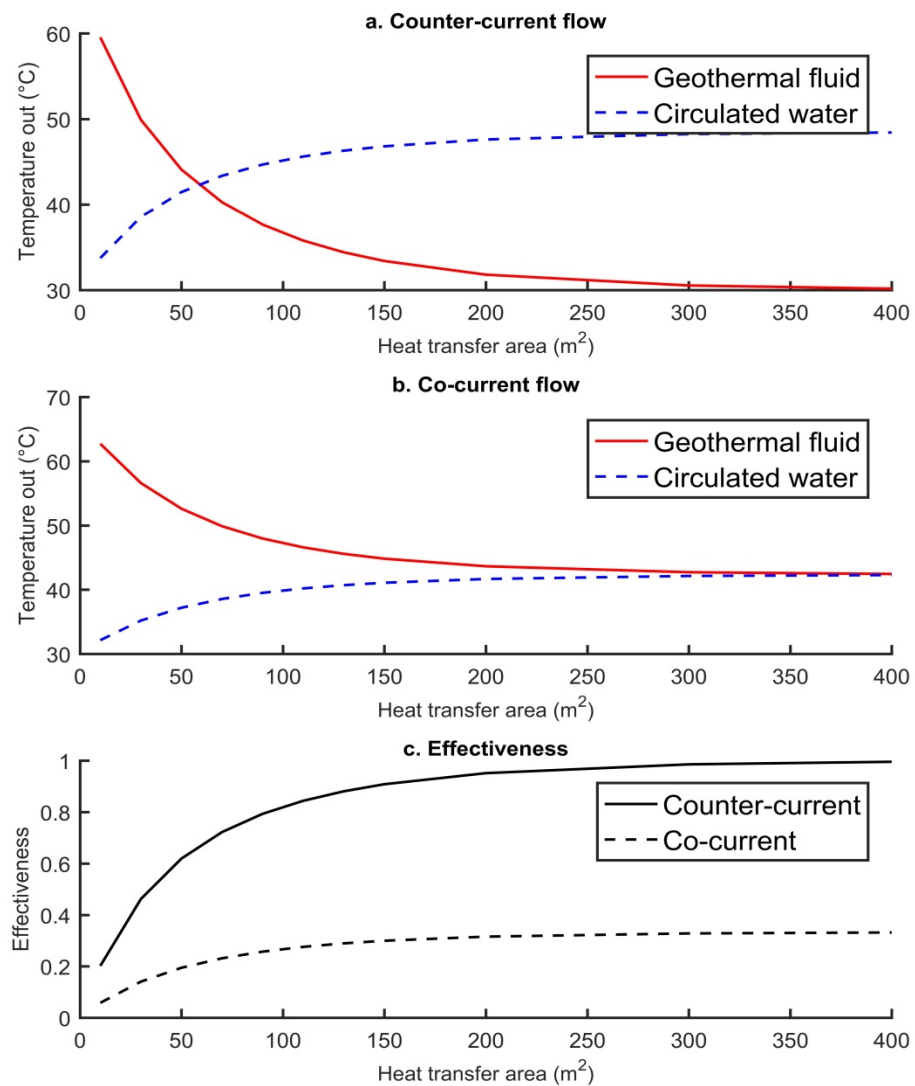 a. Counter-current flow
60
50
40
30
Temperature out (°C)
Geothermal fluid
Circulated water
0 50 100 150 200 250 300 350 400
Heat transfer area (m²)
b. Co-current flow
70
60
50
40
30
Temperature out (°C)
Geothermal fluid
Circulated water
0 50 100 150 200 250 300 350 400
Heat transfer area (m²)
c. Effectiveness
1
0.8
0.6
0.4
0.2
0
Effectiveness
Counter-current
Co-current
0 50 100 150 200 250 300 350 400
Heat transfer area (m²)